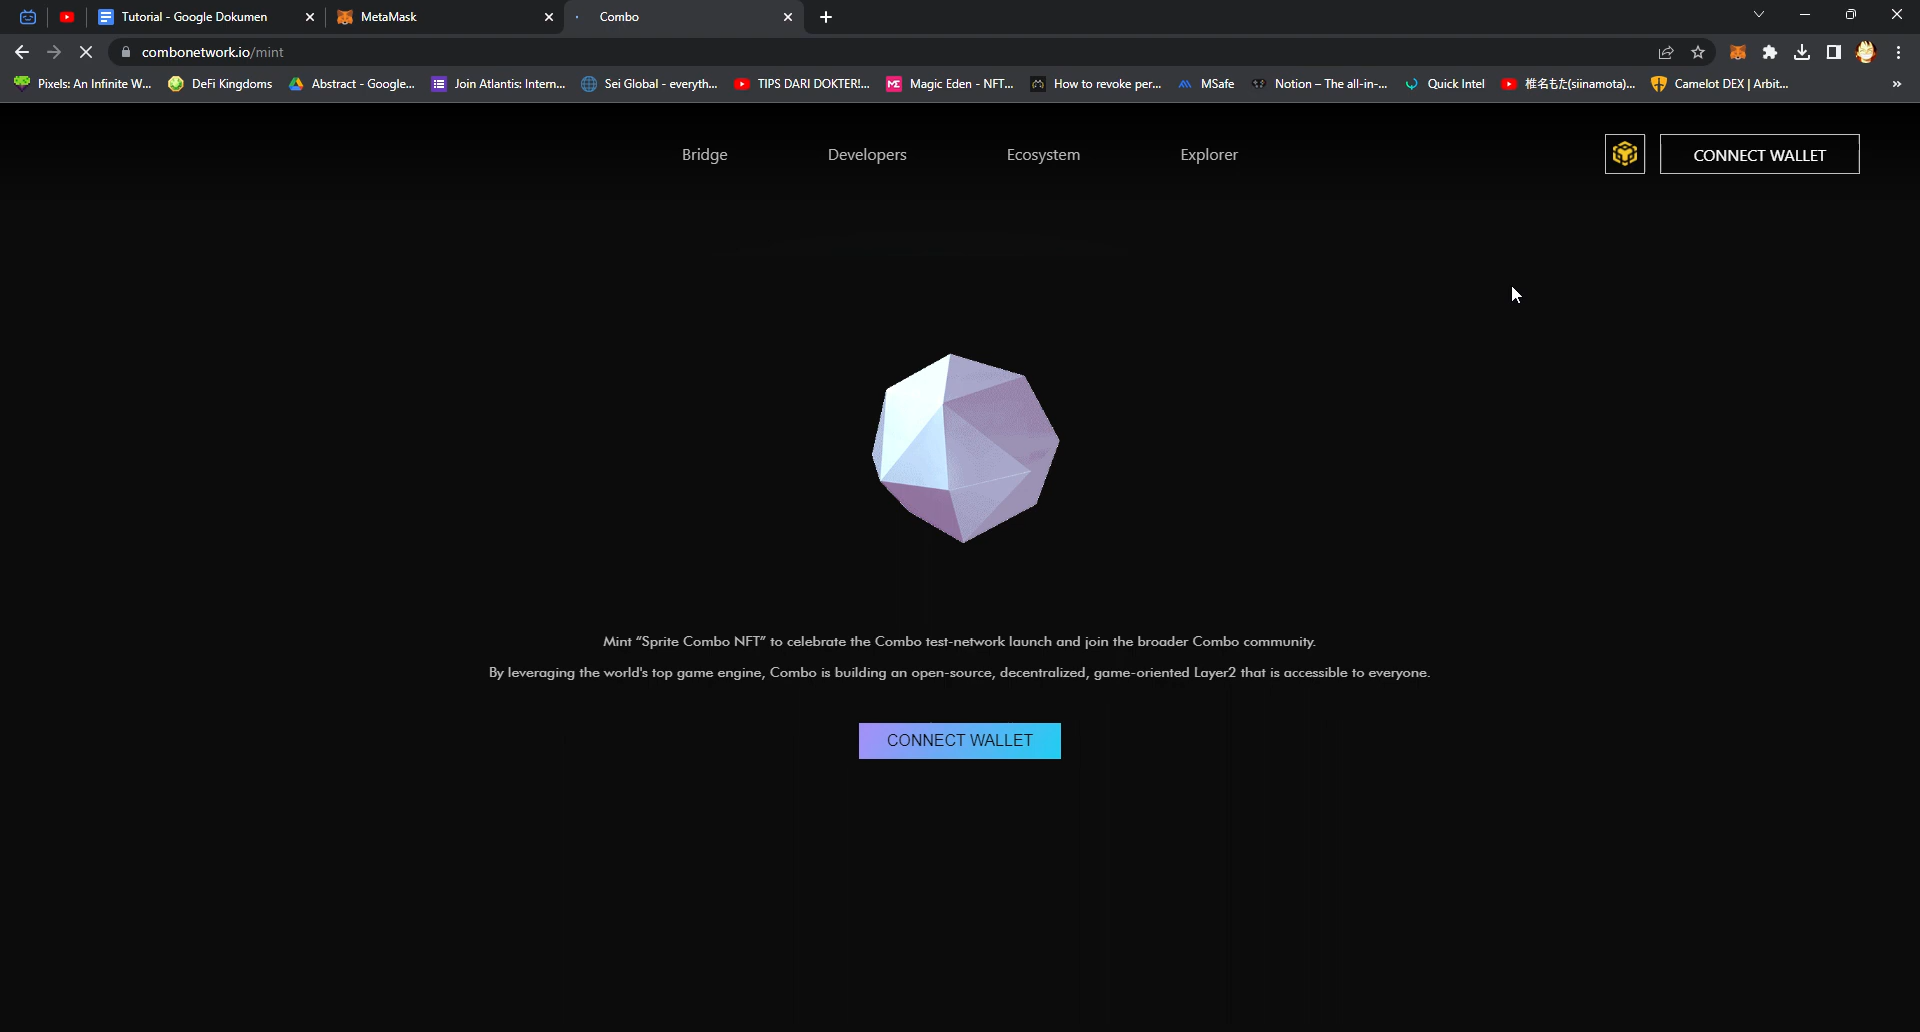 Tutorial - Google Dokumen
MetaMask
Combo
combonetwork.io/mint
Pixels: An Infinite W...
DeFi Kingdoms
Abstract - Google...
Join Atlantis: Intern...
Sei Global - everyth...
TIPS DARI DOKTER!...
Magic Eden - NFT...
How to revoke per...
MSafe
Notion – The all-in-...
Quick Intel
椎名もた(siinamota)...
Camelot DEX | Arbit...
Bridge
Developers
Ecosystem
Explorer
CONNECT WALLET
Mint “Sprite Combo NFT” to celebrate the Combo test-network launch and join the broader Combo community.
By leveraging the world's top game engine, Combo is building an open-source, decentralized, game-oriented Layer2 that is accessible to everyone.
CONNECT WALLET